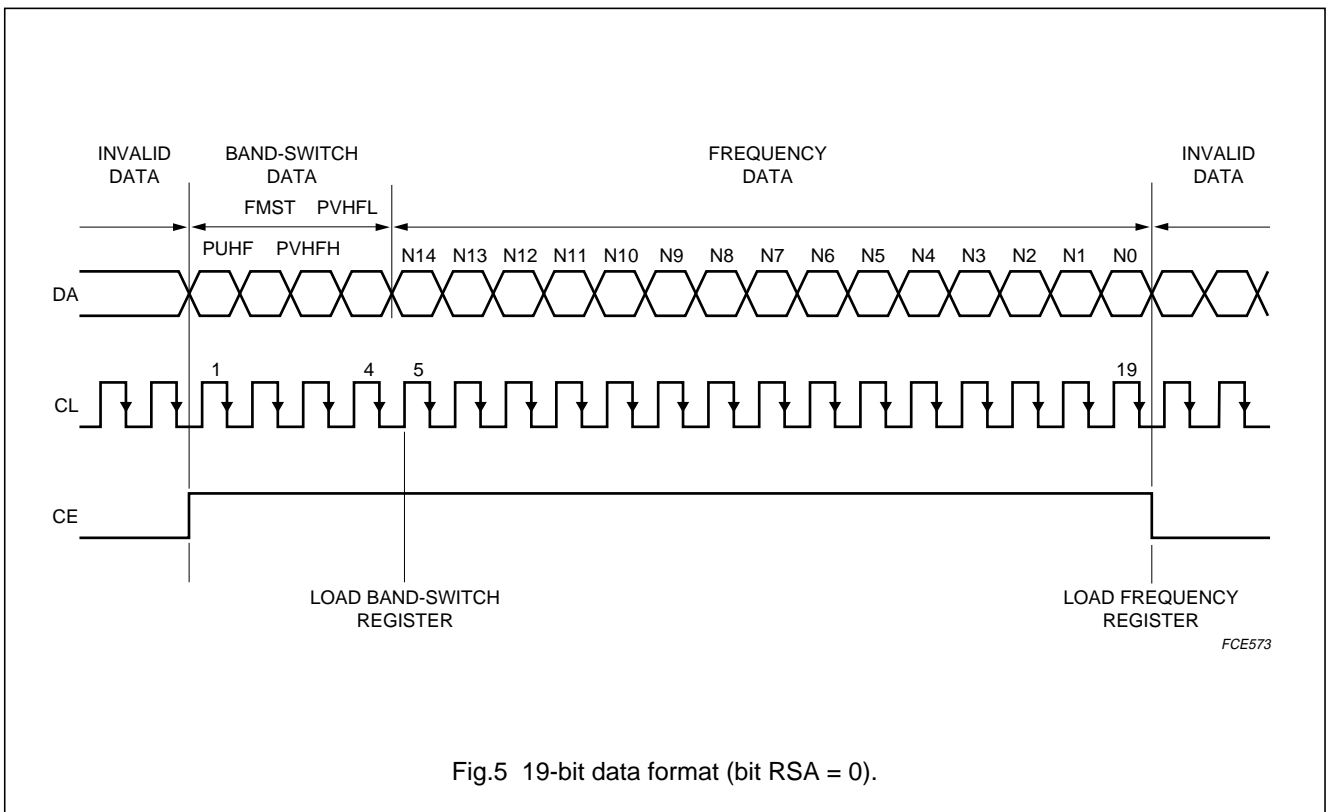 INVALID
DATA
BAND-SWITCH
DATA
FREQUENCY
DATA
INVALID
DATA
FMST PVHFL
PUHF PVHFH
N14 N13 N12 N11 N10 N9 N8 N7 N6 N5 N4 N3 N2 N1 N0
DA
1 4 5 19
CL
CE
LOAD BAND-SWITCH
REGISTER
LOAD FREQUENCY
REGISTER
FCE573
Fig.5 19-bit data format (bit RSA = 0).